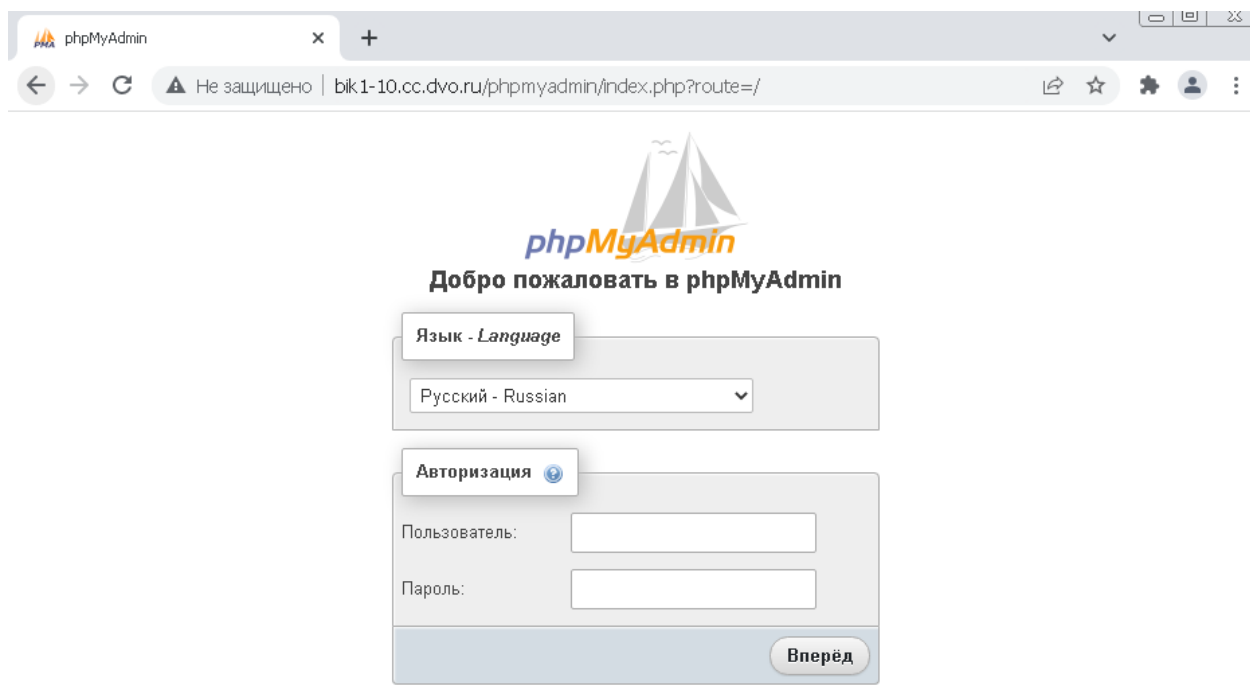 phpMyAdmin
Не защищено | bik1-10.cc.dvo.ru/phpmyadmin/index.php?route=/
phpMyAdmin
Добро пожаловать в phpMyAdmin
Язык - Language
Русский - Russian
Авторизация
Пользователь:
Пароль:
Вперёд